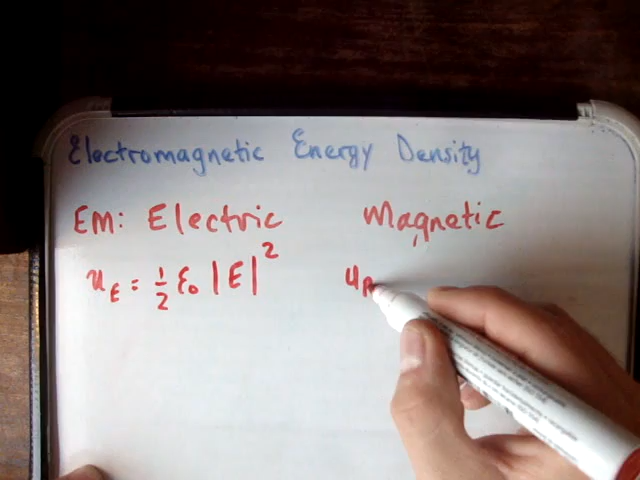 Electromagnetic Energy Density
EM: Electric Magnetic
u_E = 1/2 ε₀ |E|² u